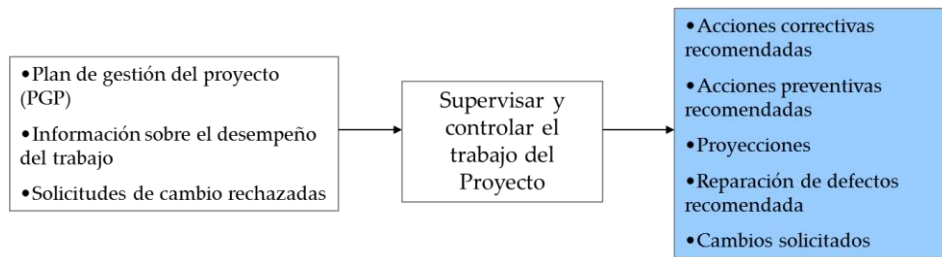 •Plan de gestión del proyecto
(PGP)
•Información sobre el desempeño
del trabajo
•Solicitudes de cambio rechazadas
Supervisar y
controlar el
trabajo del
Proyecto
•Acciones correctivas
recomendadas
•Acciones preventivas
recomendadas
•Proyecciones
•Reparación de defectos
recomendada
•Cambios solicitados